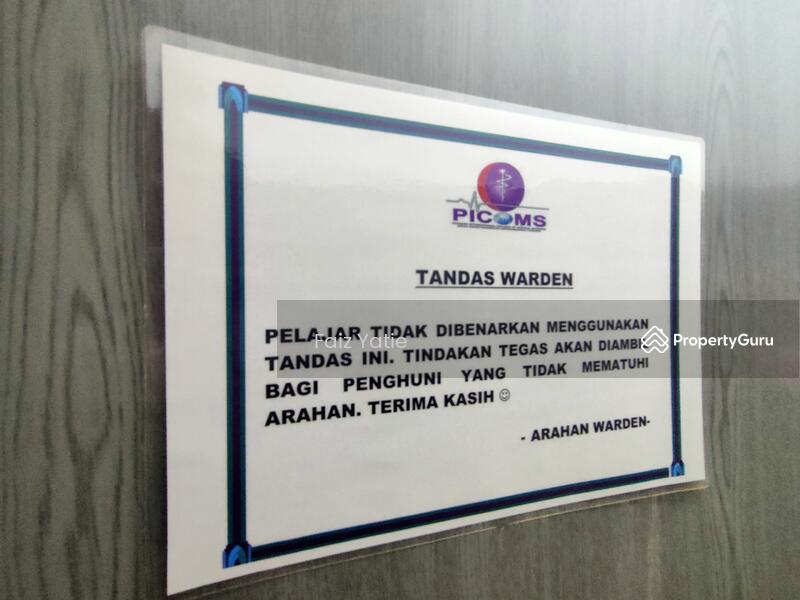 PICOMS
TANDAS WARDEN
PELAJAR TIDAK DIBENARKAN MENGGUNAKAN
TANDAS INI. TINDAKAN TEGAS AKAN DIAMBIL
BAGI PENGHUNI YANG TIDAK MEMATUHI
ARAHAN. TERIMA KASIH ☺
- ARAHAN WARDEN-
Faiz Yatie
PropertyGuru